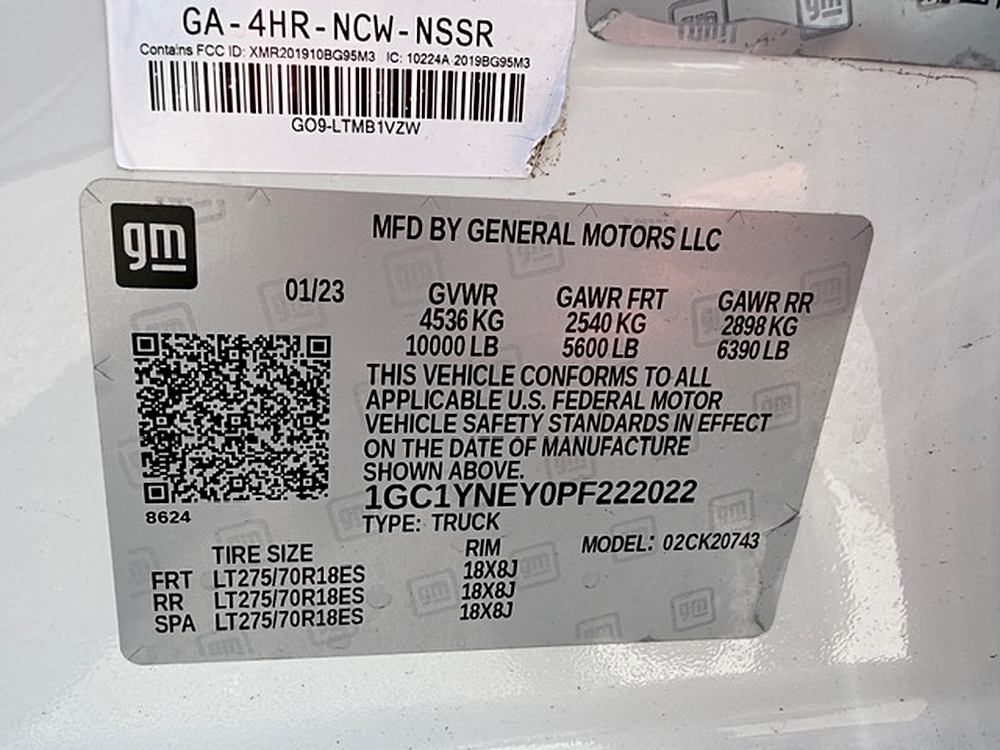 GA-4HR-NCW-NSSR
Contains FCC ID: XMR201910BG95M3 IC: 10224A 2019BG95M3
GO9-LTMB1VZW
gm
gm
MFD BY GENERAL MOTORS LLC
01/23
GVWR GAWR FRT GAWR RR
4536 KG 2540 KG 2898 KG
10000 LB 5600 LB 6390 LB
THIS VEHICLE CONFORMS TO ALL
APPLICABLE U.S. FEDERAL MOTOR
VEHICLE SAFETY STANDARDS IN EFFECT
ON THE DATE OF MANUFACTURE
SHOWN ABOVE.
1GC1YNEY0PF222022
8624
TYPE: TRUCK
TIRE SIZE RIM MODEL: 02CK20743
FRT LT275/70R18ES 18X8J
RR LT275/70R18ES 18X8J
SPA LT275/70R18ES 18X8J